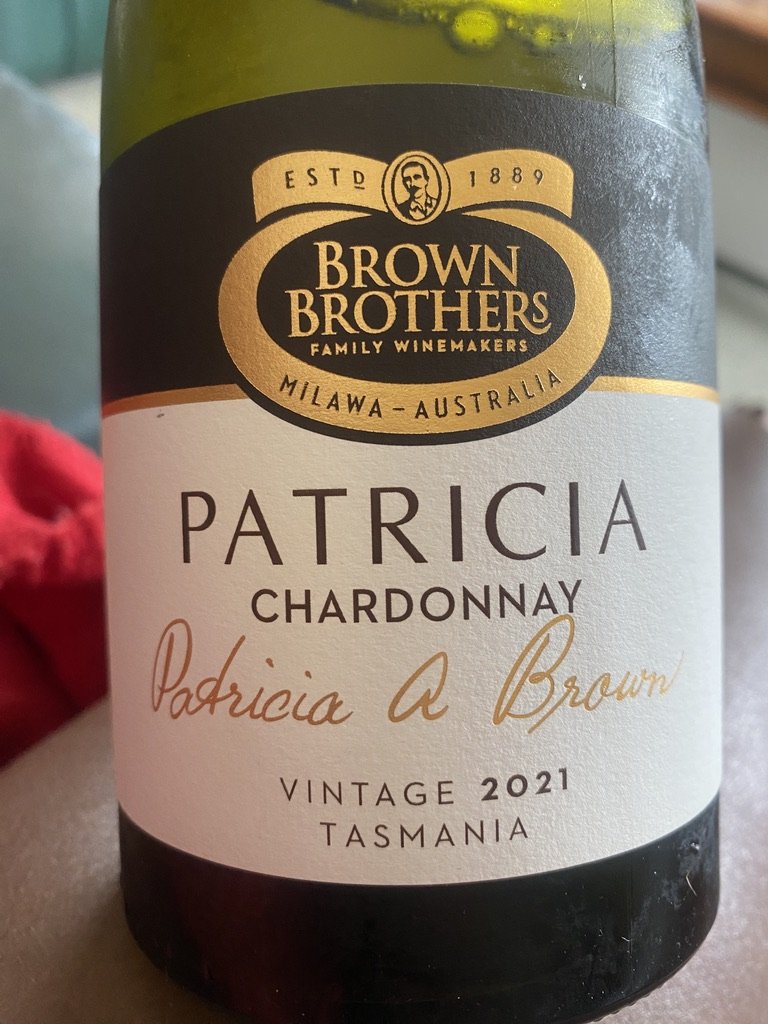 ESTD 1889
BROWN
BROTHERS
FAMILY WINEMAKERS
MILAWA – AUSTRALIA
PATRICIA
CHARDONNAY
Patricia A Brown
VINTAGE 2021
TASMANIA